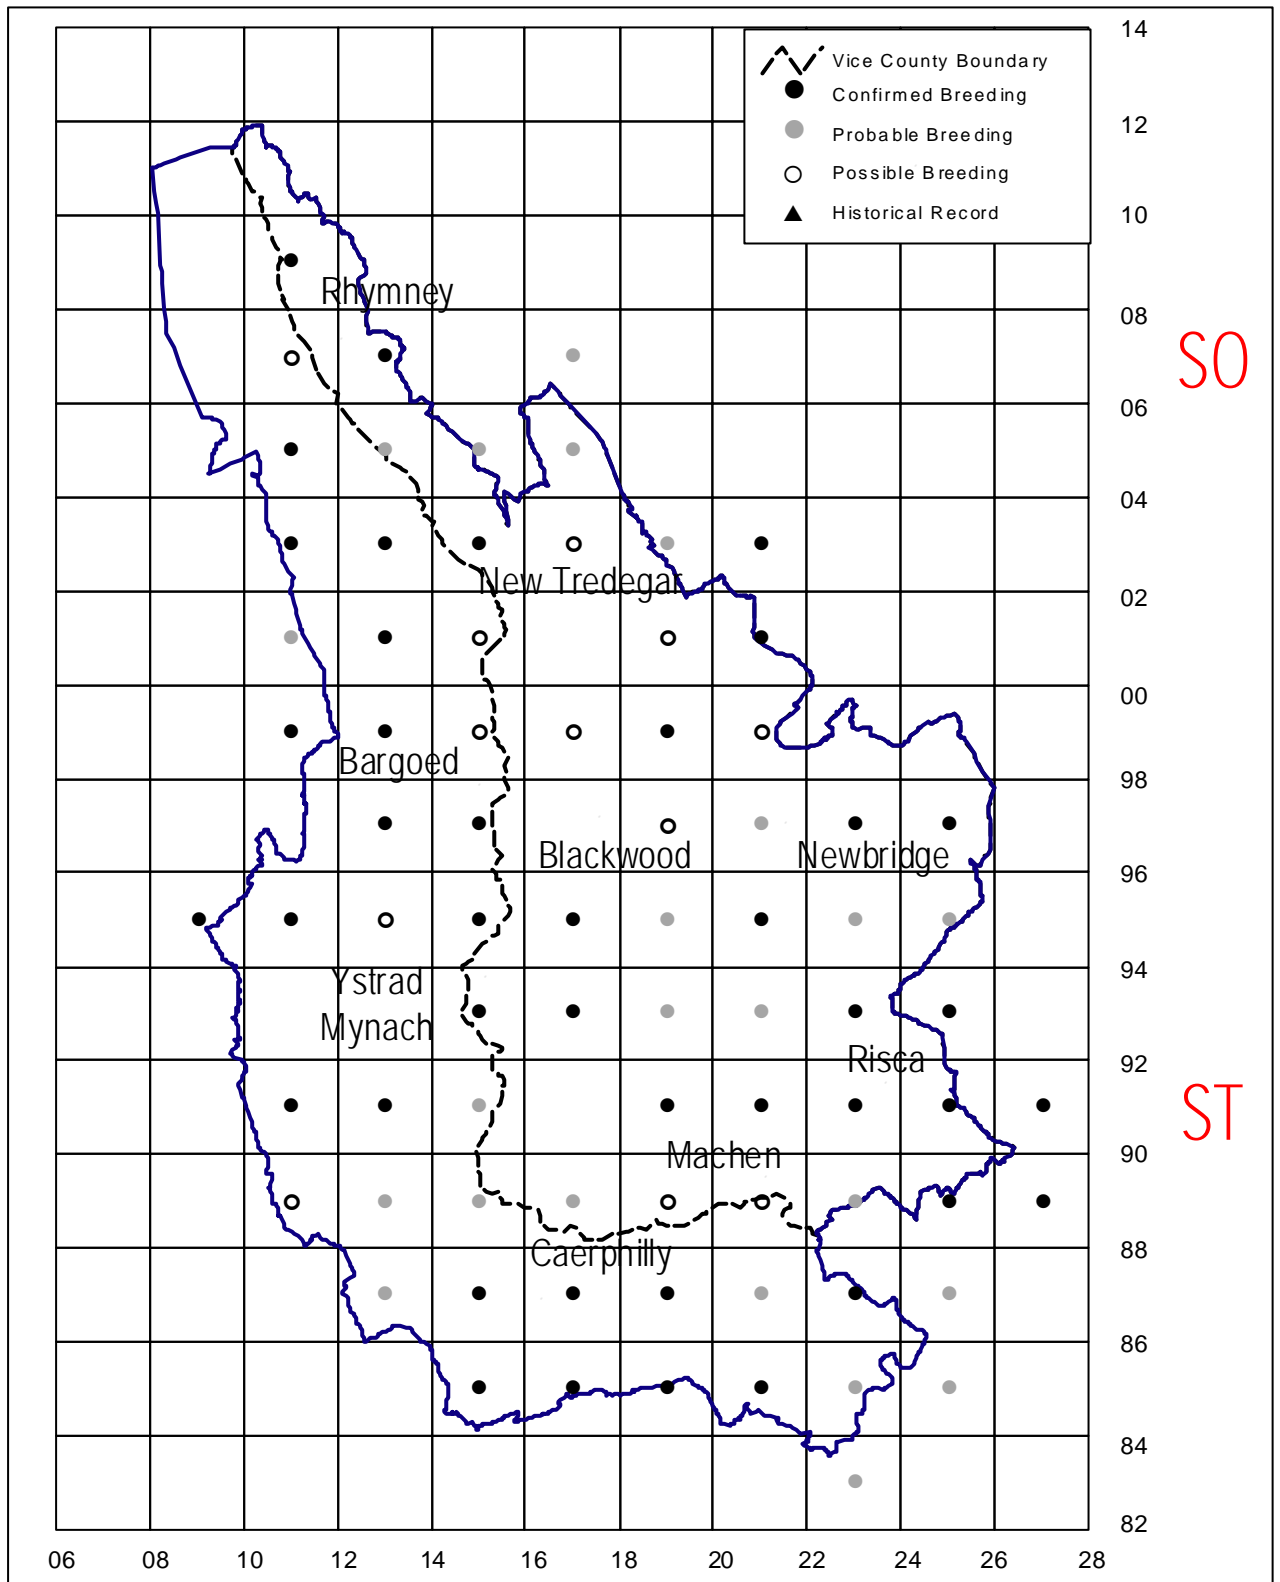 14
Vice County Boundary
Confirmed Breeding
12
Probable Breeding
Possible Breeding
Historical Record
10
Rhymney
08
SO
06
04
New Tredegar
02
00
Bargoed
98
Blackwood
Newbridge
96
94
Ystrad
Mynach
92
Risca
ST
90
Machen
88
Caerphilly
86
84
82
06 08 10 12 14 16 18 20 22 24 26 28